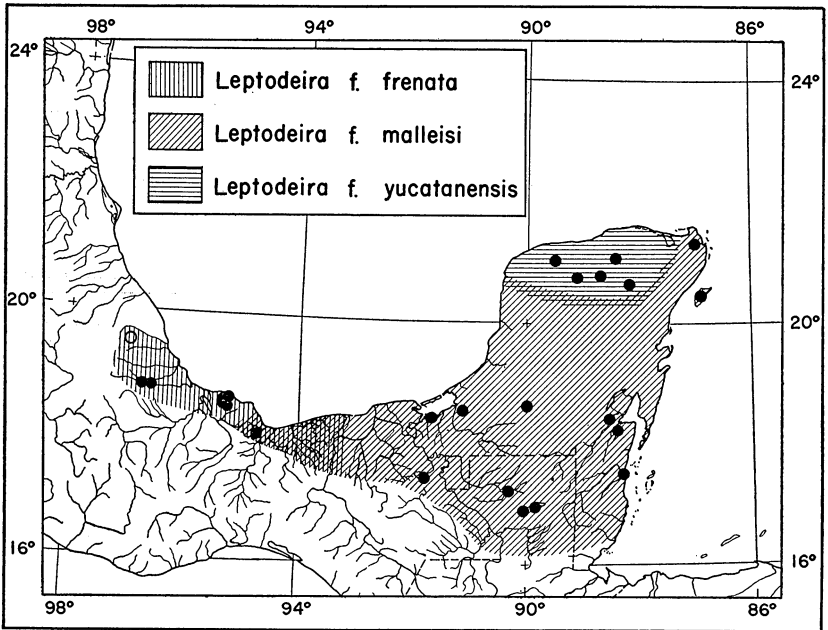 98° 94° 90° 86°
24° 24°
Leptodeira f. frenata
Leptodeira f. malleisi
Leptodeira f. yucatanensis
20° 20°
16° 16°
98° 94° 90° 86°